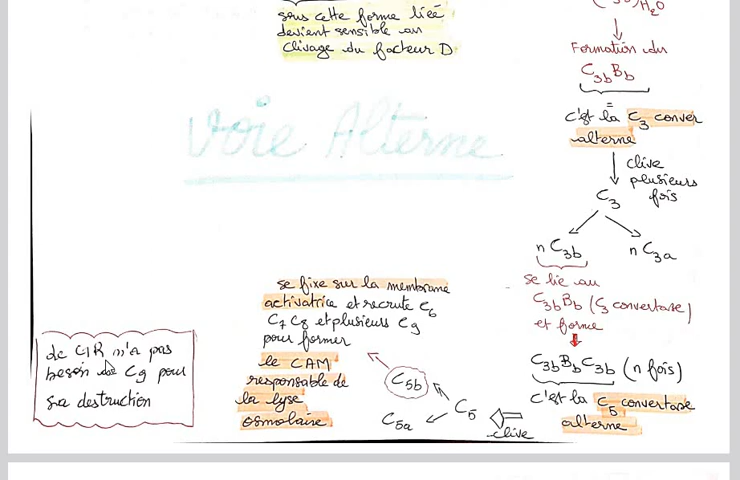 sous cette forme liée
devient sensible au
clivage du facteur D
H2O
Formation du
C3bBb
=
c'est la C3 conver
alterne
Voie Alterne
clive
plusieurs
fois
C3
n C3b
n C3a
se lie au
C3bBb (C3 convertase)
et forme
C3bBbC3b (n fois)
c'est la C5 convertase
alterne
clive
C5
C5b
C5a
se fixe sur la membrane
activatrice et recrute C6
C7 C8 et plusieurs C9
pour former
le CAM
responsable de
la lyse
osmolaire
n'a pas
besoin de C9 pour
sa destruction